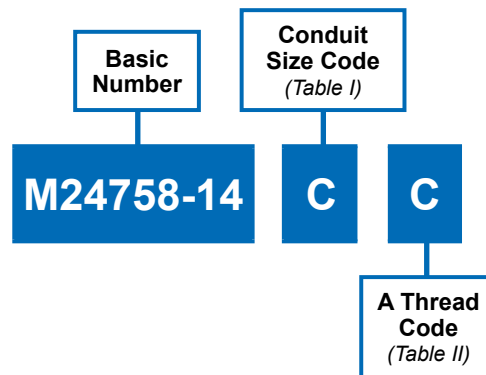 Basic
Number
Conduit
Size Code
(Table I)
M24758-14 C C
A Thread
Code
(Table II)